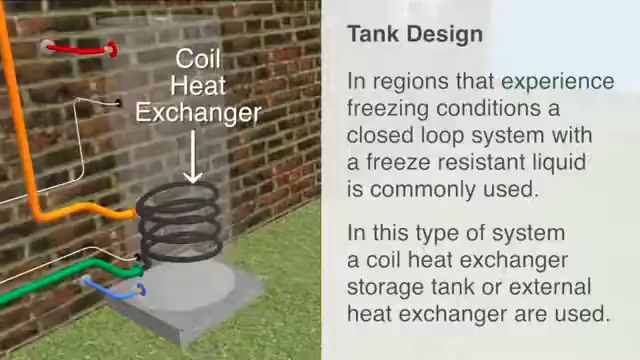 Coil
Heat
Exchanger
Tank Design
In regions that experience
freezing conditions a
closed loop system with
a freeze resistant liquid
is commonly used.
In this type of system
a coil heat exchanger
storage tank or external
heat exchanger are used.